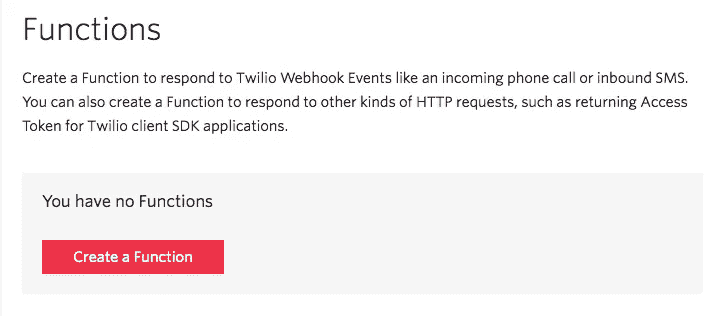 Functions
Create a Function to respond to Twilio Webhook Events like an incoming phone call or inbound SMS.
You can also create a Function to respond to other kinds of HTTP requests, such as returning Access
Token for Twilio client SDK applications.
You have no Functions
Create a Function